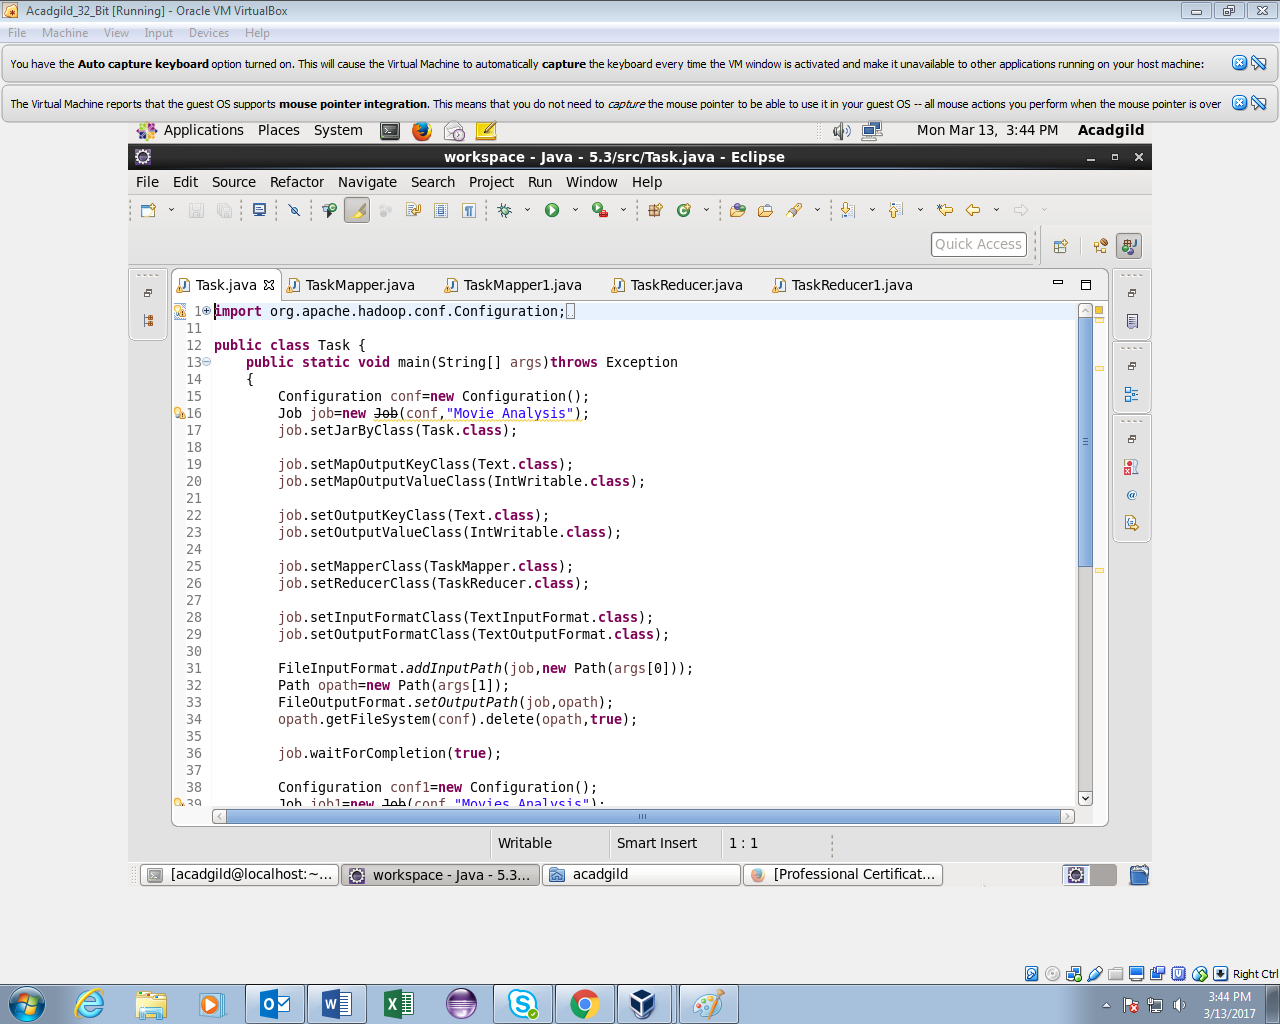 Acadgild_32_Bit [Running] - Oracle VM VirtualBox
File Machine View Input Devices Help
You have the Auto capture keyboard option turned on. This will cause the Virtual Machine to automatically capture the keyboard every time the VM window is activated and make it unavailable to other applications running on your host machine:
The Virtual Machine reports that the guest OS supports mouse pointer integration. This means that you do not need to capture the mouse pointer to be able to use it in your guest OS -- all mouse actions you perform when the mouse pointer is over
Applications Places System Mon Mar 13, 3:44 PM Acadgild
workspace - Java - 5.3/src/Task.java - Eclipse
File Edit Source Refactor Navigate Search Project Run Window Help
Quick Access
Task.java TaskMapper.java TaskMapper1.java TaskReducer.java TaskReducer1.java
1 import org.apache.hadoop.conf.Configuration;
11
12 public class Task {
13 public static void main(String[] args)throws Exception
14 {
15 Configuration conf=new Configuration();
16 Job job=new Job(conf,"Movie Analysis");
17 job.setJarByClass(Task.class);
18
19 job.setMapOutputKeyClass(Text.class);
20 job.setMapOutputValueClass(IntWritable.class);
21
22 job.setOutputKeyClass(Text.class);
23 job.setOutputValueClass(IntWritable.class);
24
25 job.setMapperClass(TaskMapper.class);
26 job.setReducerClass(TaskReducer.class);
27
28 job.setInputFormatClass(TextInputFormat.class);
29 job.setOutputFormatClass(TextOutputFormat.class);
30
31 FileInputFormat.addInputPath(job,new Path(args[0]));
32 Path opath=new Path(args[1]);
33 FileOutputFormat.setOutputPath(job,opath);
34 opath.getFileSystem(conf).delete(opath,true);
35
36 job.waitForCompletion(true);
37
38 Configuration conf1=new Configuration();
39 Job job1=new Job(conf,"Movies Analysis");
Writable Smart Insert 1 : 1
[acadgild@localhost:~... workspace - Java - 5.3... acadgild [Professional Certificat...
Right Ctrl
3:44 PM
3/13/2017